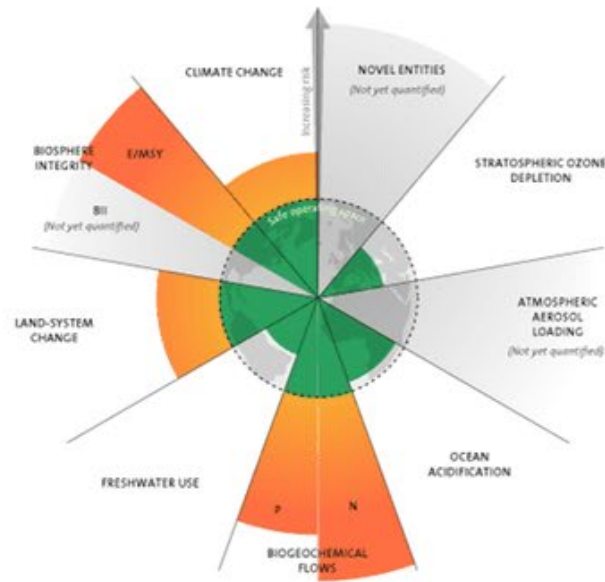 CLIMATE CHANGE
Increasing risk
NOVEL ENTITIES
(Not yet quantified)
STRATOSPHERIC OZONE
DEPLETION
ATMOSPHERIC
AEROSOL
LOADING
(Not yet quantified)
OCEAN
ACIDIFICATION
N
P
BIOGEOCHEMICAL
FLOWS
FRESHWATER USE
LAND-SYSTEM
CHANGE
BII
(Not yet quantified)
BIOSPHERE
INTEGRITY
E/MSY
Safe operating space